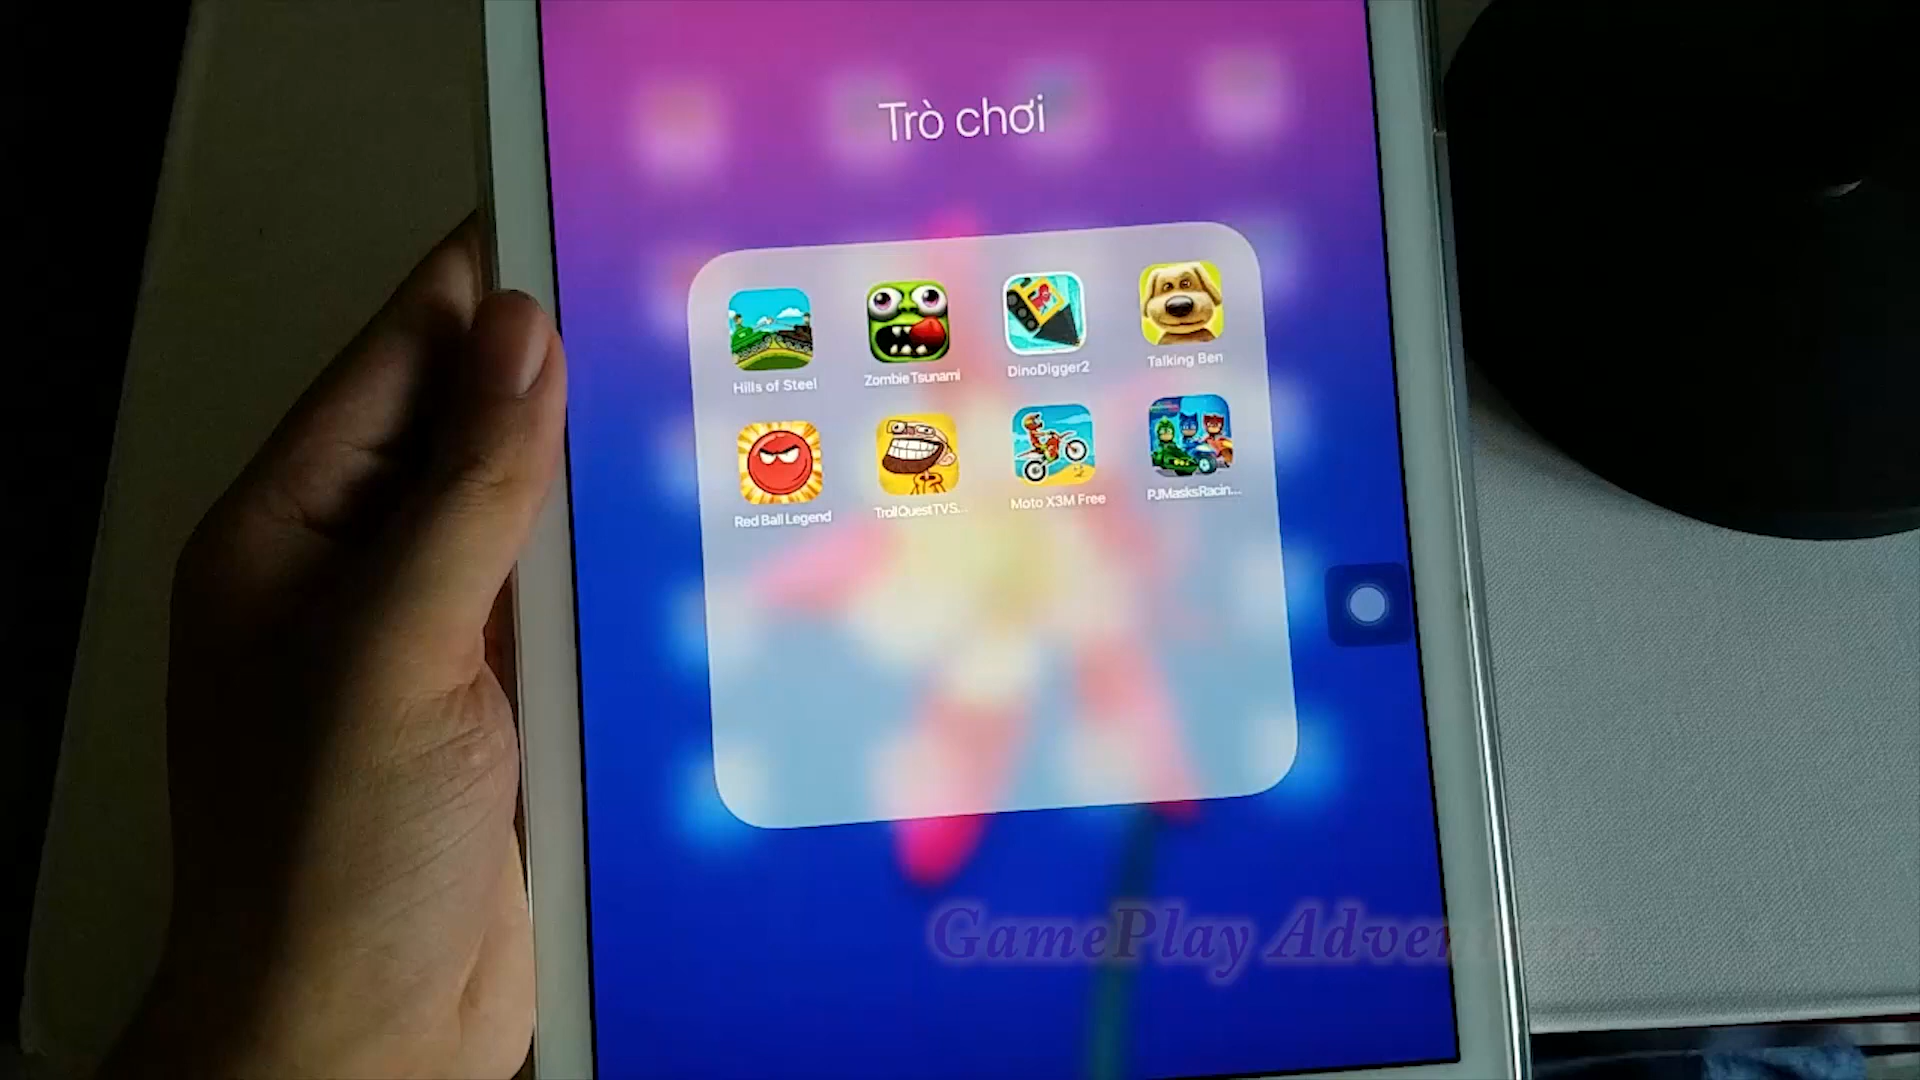 Trò chơi
Hills of Steel
Zombie Tsunami
DinoDigger2
Talking Ben
Red Ball Legend
TrollQuestTVS...
Moto X3M Free
PJMasksRacin...
GamePlay Adventure